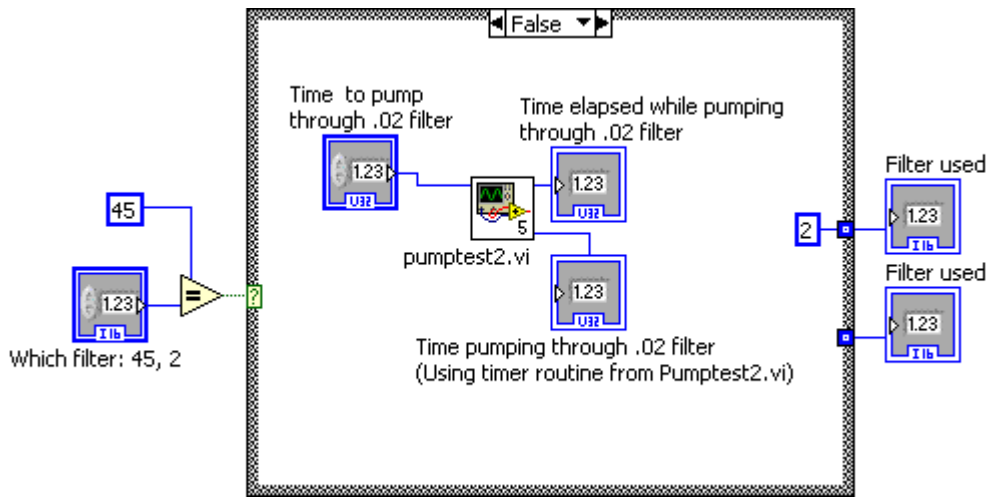 False
Time to pump
through .02 filter
1.23
U32
Time elapsed while pumping
through .02 filter
1.23
U32
5
pumptest2.vi
1.23
U32
Time pumping through .02 filter
(Using timer routine from Pumptest2.vi)
45
1.23
I16
Which filter: 45, 2
=
?
2
Filter used
1.23
I16
Filter used
1.23
I16